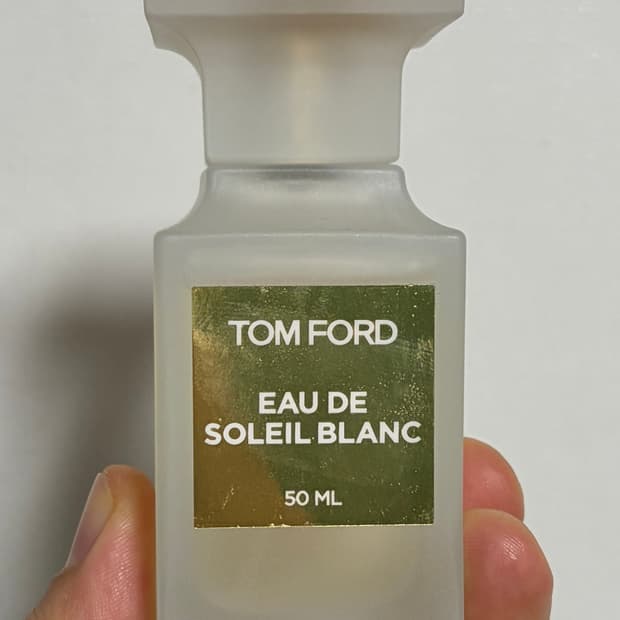 TOM FORD
EAU DE
SOLEIL BLANC
50 ML